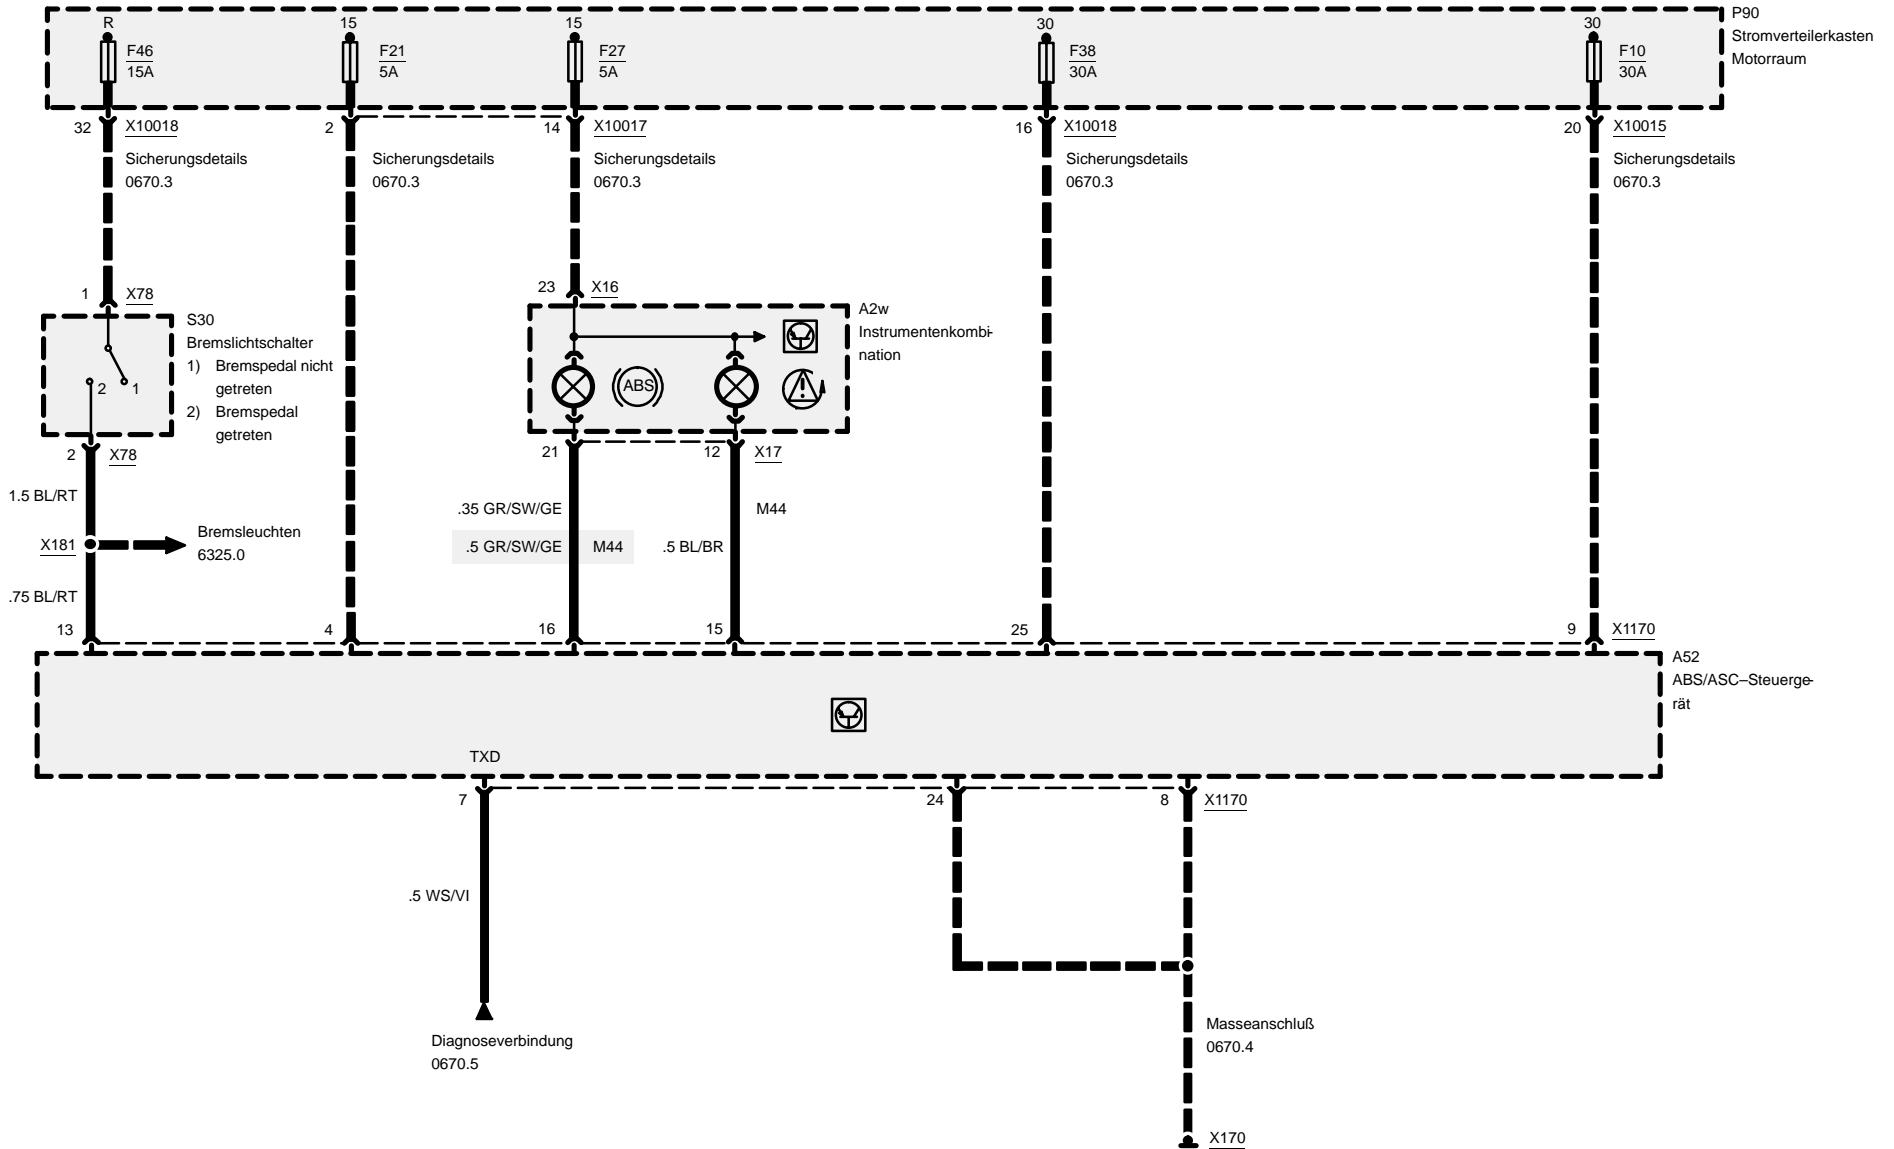 R
15
15
30
30
P90
Stromverteilerkasten
Motorraum
F46
15A
F21
5A
F27
5A
F38
30A
F10
30A
32
X10018
2
14
X10017
16
X10018
20
X10015
Sicherungsdetails
0670.3
Sicherungsdetails
0670.3
Sicherungsdetails
0670.3
Sicherungsdetails
0670.3
Sicherungsdetails
0670.3
1
X78
23
X16
S30
Bremslichtschalter
1) Bremspedal nicht
getreten
2) Bremspedal
getreten
2
1
A2w
Instrumentenkombi-
nation
ABS
2
X78
21
12
X17
1.5 BL/RT
.35 GR/SW/GE
M44
X181
Bremsleuchten
6325.0
.5 GR/SW/GE
M44
.5 BL/BR
.75 BL/RT
13
4
16
15
25
9
X1170
A52
ABS/ASC–Steuerge-
rät
TXD
7
24
8
X1170
.5 WS/VI
Diagnoseverbindung
0670.5
Masseanschluß
0670.4
X170